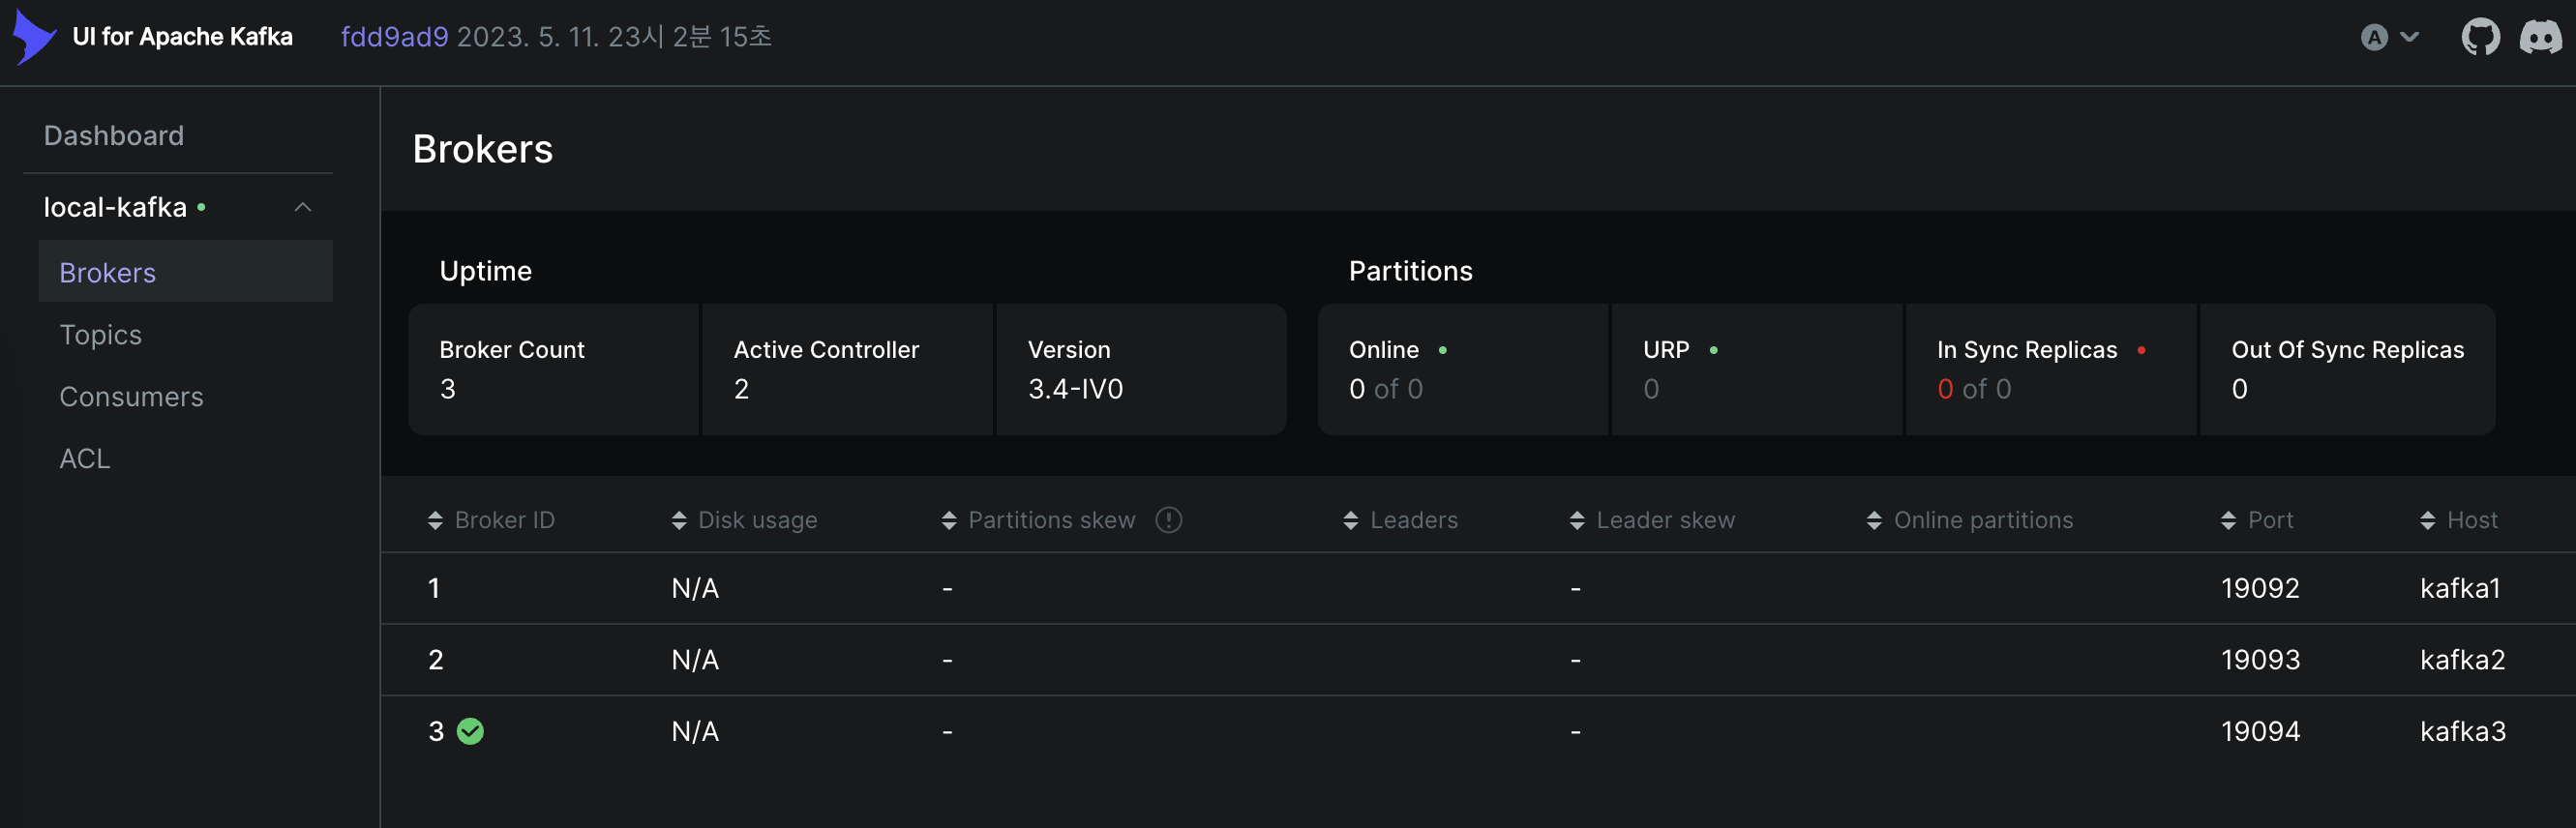 UI for Apache Kafka fdd9ad9 2023. 5. 11. 23시 2분 15초 A
Dashboard
local-kafka
Brokers
Topics
Consumers
ACL
Brokers
Uptime
Broker Count
3
Active Controller
2
Version
3.4-IV0
Partitions
Online
0 of 0
URP
0
In Sync Replicas
0 of 0
Out Of Sync Replicas
0
Broker ID Disk usage Partitions skew Leaders Leader skew Online partitions Port Host
1 N/A - - 19092 kafka1
2 N/A - - 19093 kafka2
3 N/A - - 19094 kafka3